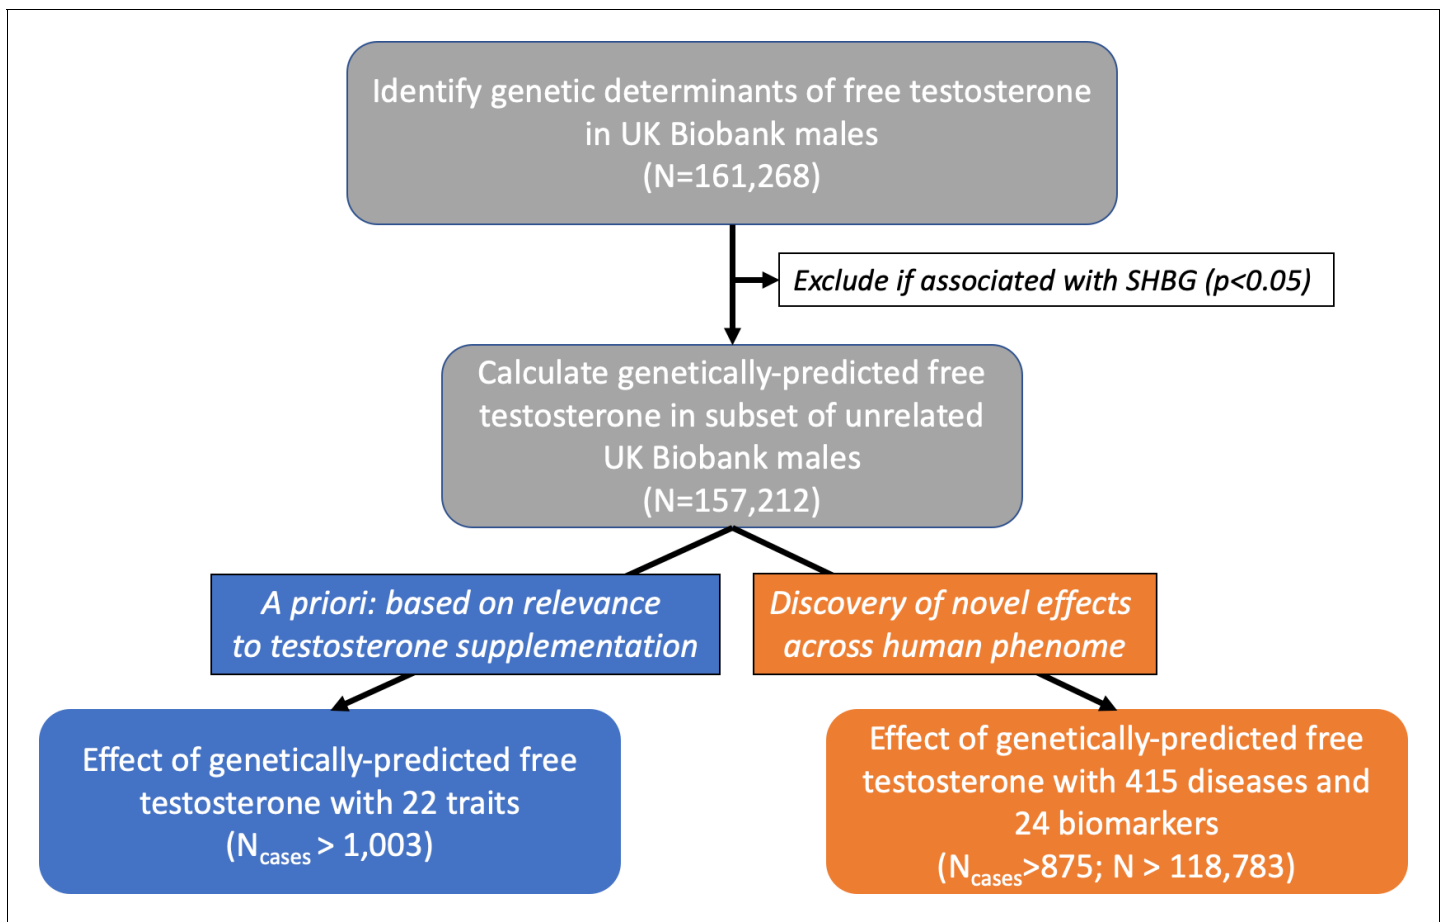 Identify genetic determinants of free testosterone
in UK Biobank males
(N=161,268)
Exclude if associated with SHBG (p<0.05)
Calculate genetically-predicted free
testosterone in subset of unrelated
UK Biobank males
(N=157,212)
A priori: based on relevance
to testosterone supplementation
Discovery of novel effects
across human phenome
Effect of genetically-predicted free
testosterone with 22 traits
(Ncases > 1,003)
Effect of genetically-predicted free
testosterone with 415 diseases and
24 biomarkers
(Ncases>875; N > 118,783)